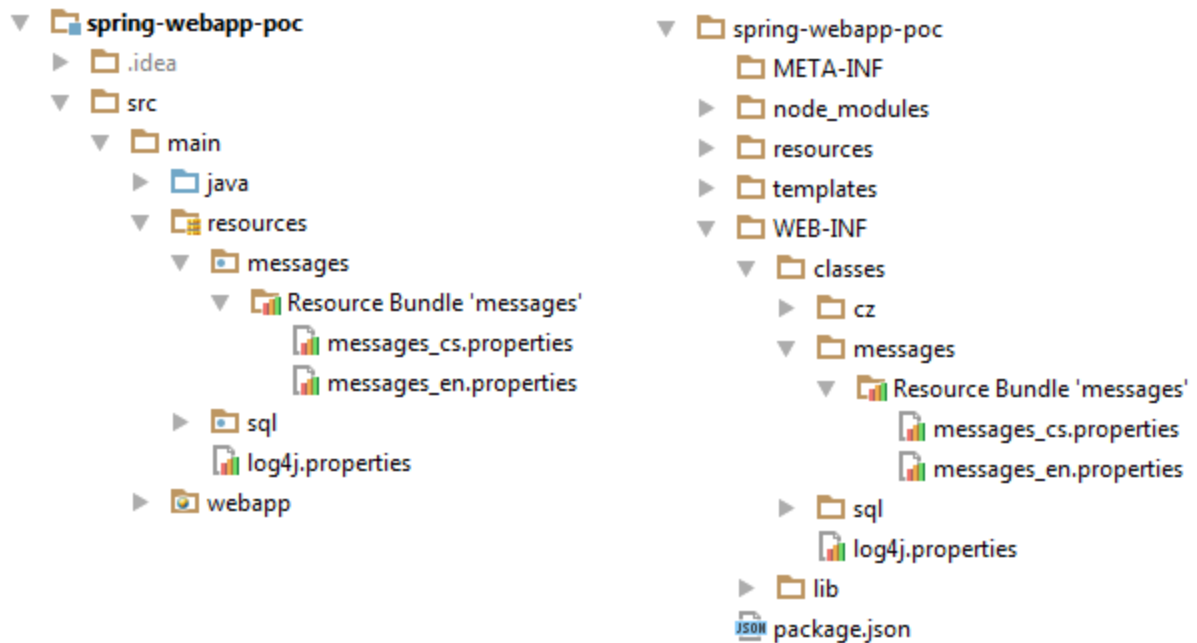 spring-webapp-poc
.idea
src
main
java
resources
messages
Resource Bundle 'messages'
messages_cs.properties
messages_en.properties
sql
log4j.properties
webapp
spring-webapp-poc
META-INF
node_modules
resources
templates
WEB-INF
classes
cz
messages
Resource Bundle 'messages'
messages_cs.properties
messages_en.properties
sql
log4j.properties
lib
JSON package.json